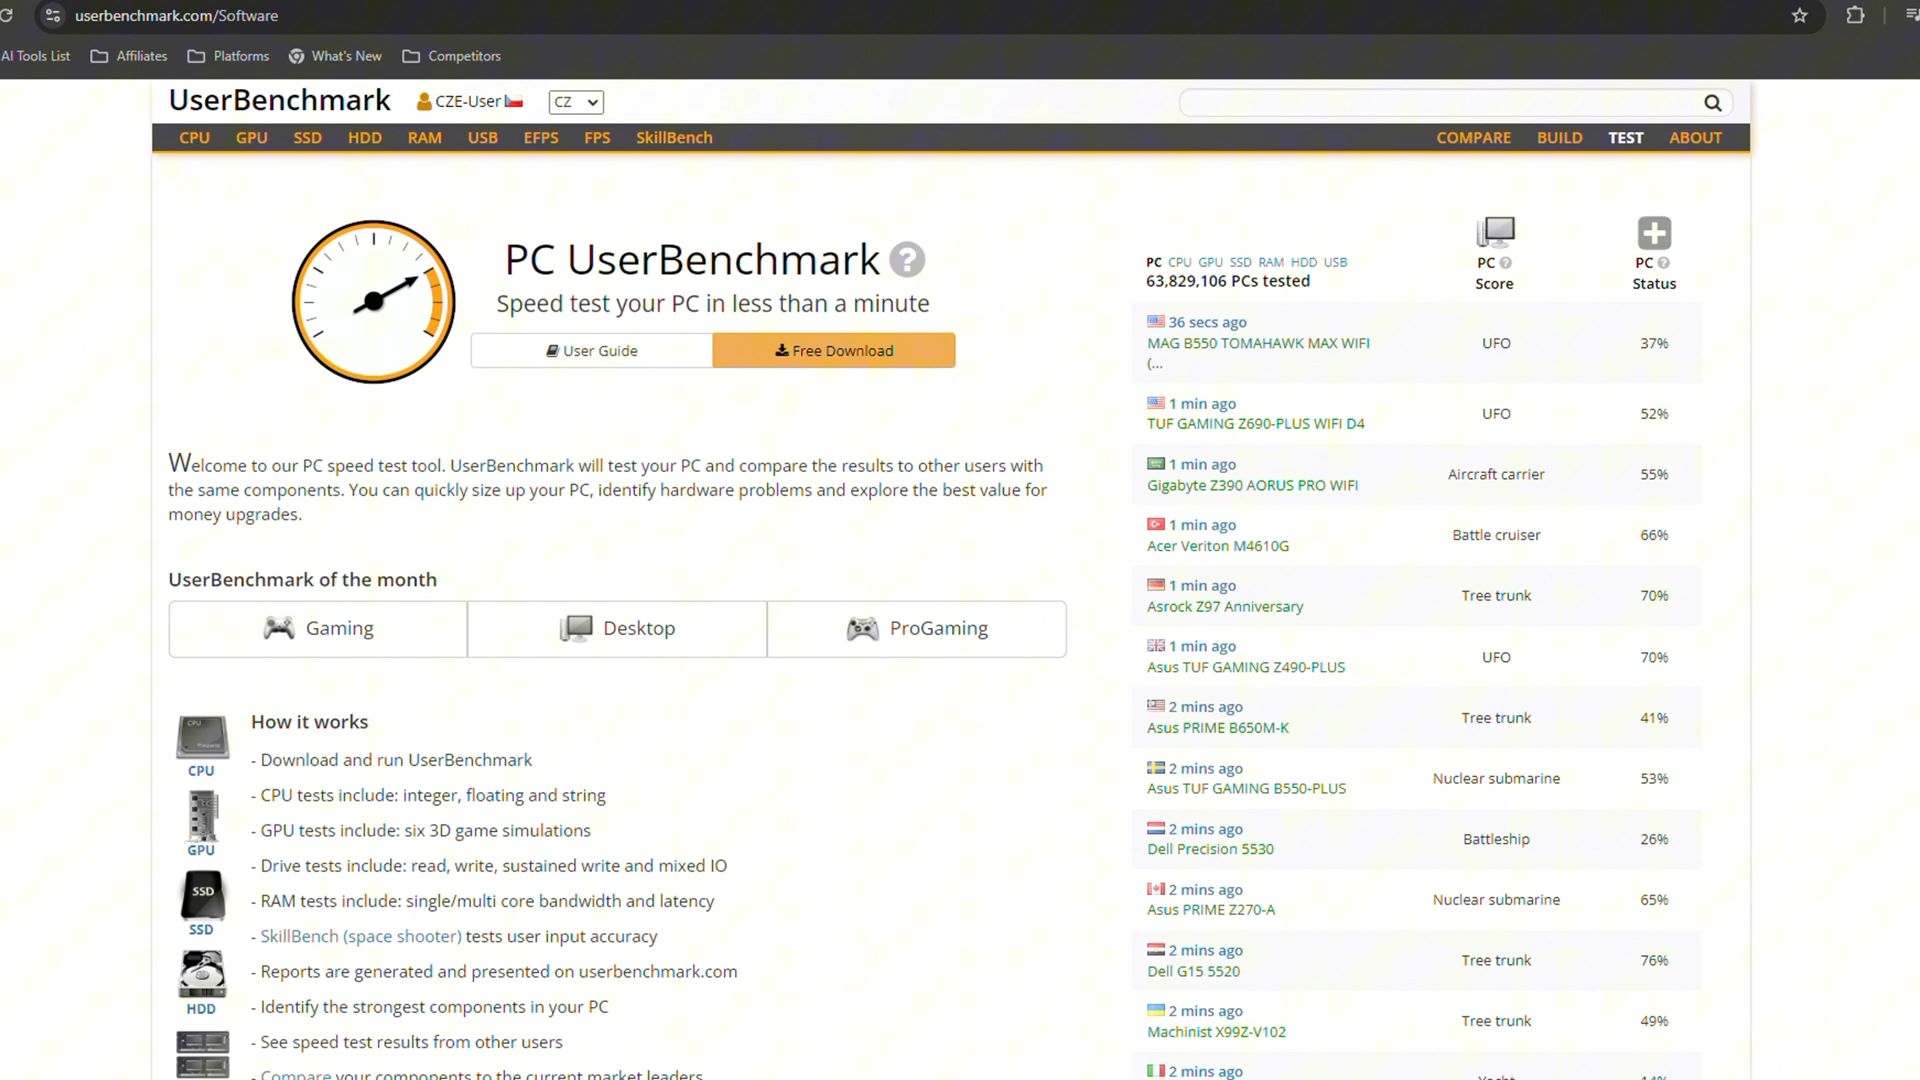 userbenchmark.com/Software
AI Tools List Affiliates Platforms What's New Competitors
UserBenchmark CZE-User CZ
CPU GPU SSD HDD RAM USB EFPS FPS SkillBench COMPARE BUILD TEST ABOUT
PC UserBenchmark ?
Speed test your PC in less than a minute
User Guide Free Download
Welcome to our PC speed test tool. UserBenchmark will test your PC and compare the results to other users with
the same components. You can quickly size up your PC, identify hardware problems and explore the best value for
money upgrades.
UserBenchmark of the month
Gaming Desktop ProGaming
How it works
CPU
- Download and run UserBenchmark
- CPU tests include: integer, floating and string
GPU
- GPU tests include: six 3D game simulations
- Drive tests include: read, write, sustained write and mixed IO
SSD
SSD
- RAM tests include: single/multi core bandwidth and latency
- SkillBench (space shooter) tests user input accuracy
- Reports are generated and presented on userbenchmark.com
HDD
- Identify the strongest components in your PC
- See speed test results from other users
- Compare your components to the current market leaders
PC CPU GPU SSD RAM HDD USB
63,829,106 PCs tested
PC ?
Score
PC ?
Status
36 secs ago
MAG B550 TOMAHAWK MAX WIFI
(...
UFO 37%
1 min ago
TUF GAMING Z690-PLUS WIFI D4
UFO 52%
1 min ago
Gigabyte Z390 AORUS PRO WIFI
Aircraft carrier 55%
1 min ago
Acer Veriton M4610G
Battle cruiser 66%
1 min ago
Asrock Z97 Anniversary
Tree trunk 70%
1 min ago
Asus TUF GAMING Z490-PLUS
UFO 70%
2 mins ago
Asus PRIME B650M-K
Tree trunk 41%
2 mins ago
Asus TUF GAMING B550-PLUS
Nuclear submarine 53%
2 mins ago
Dell Precision 5530
Battleship 26%
2 mins ago
Asus PRIME Z270-A
Nuclear submarine 65%
2 mins ago
Dell G15 5520
Tree trunk 76%
2 mins ago
Machinist X99Z-V102
Tree trunk 49%
2 mins ago